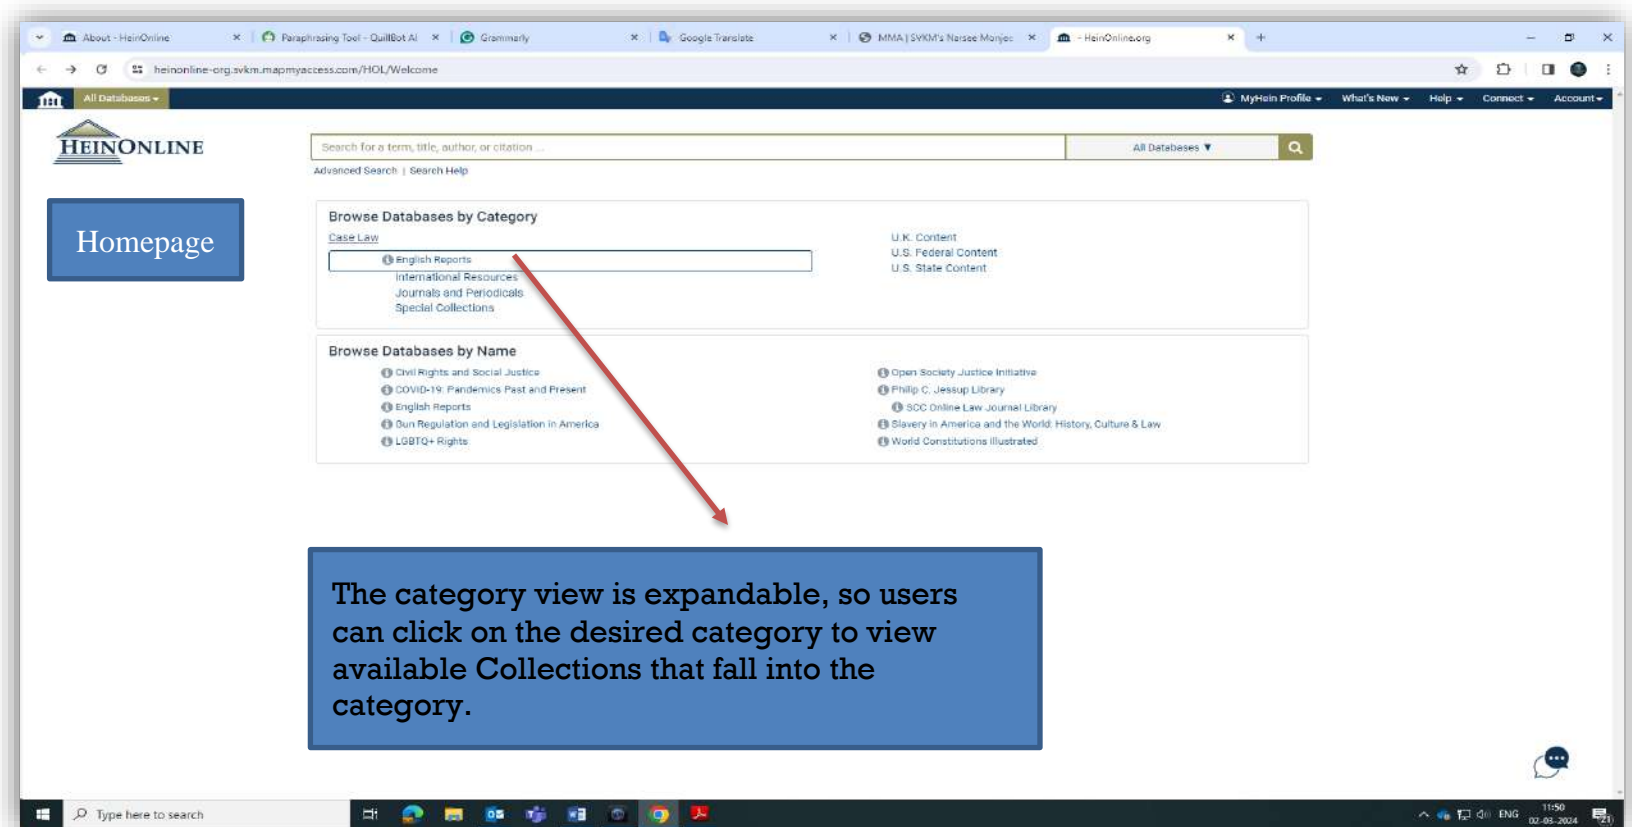 About - HeinOnline
Paraphrasing Tool - QuillBot AI
Grammarly
Google Translate
MMA | SVKM's Narsee Monjee
- HeinOnline.org
heinonline-org.svkm.mapmyaccess.com/HOL/Welcome
All Databases
MyHein Profile
What's New
Help
Connect
Account
HEINONLINE
Search for a term, title, author, or citation ...
All Databases
Advanced Search | Search Help
Homepage
Browse Databases by Category
Case Law
English Reports
International Resources
Journals and Periodicals
Special Collections
U.K. Content
U.S. Federal Content
U.S. State Content
Browse Databases by Name
Civil Rights and Social Justice
COVID-19: Pandemics Past and Present
English Reports
Gun Regulation and Legislation in America
LGBTQ+ Rights
Open Society Justice Initiative
Philip C. Jessup Library
SCC Online Law Journal Library
Slavery in America and the World: History, Culture & Law
World Constitutions Illustrated
The category view is expandable, so users
can click on the desired category to view
available Collections that fall into the
category.
Type here to search
ENG
11:50
02-03-2024
21